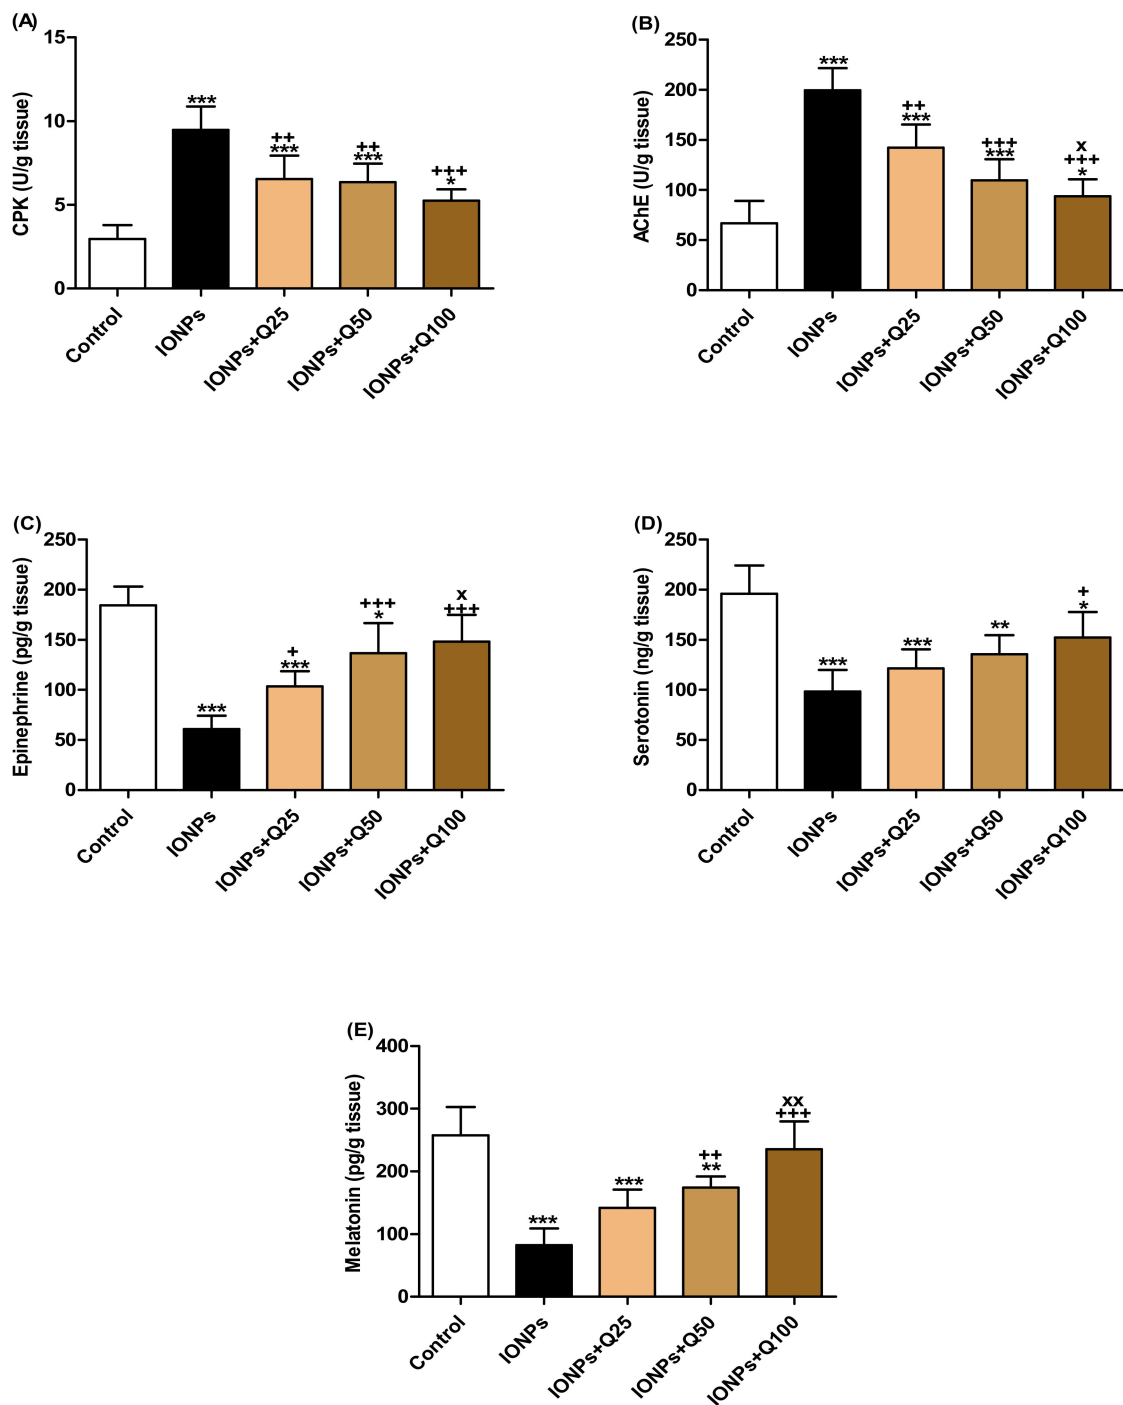 (A)
15
10
5
0
CPK (U/g tissue)
***
++
***
++
***
+++
*
Control
IONPs
IONPs+Q25
IONPs+Q50
IONPs+Q100
(B)
250
200
150
100
50
0
AChE (U/g tissue)
***
++
***
+++
***
x
+++
*
Control
IONPs
IONPs+Q25
IONPs+Q50
IONPs+Q100
(C)
250
200
150
100
50
0
Epinephrine (pg/g tissue)
***
+
***
+++
*
x
+++
Control
IONPs
IONPs+Q25
IONPs+Q50
IONPs+Q100
(D)
250
200
150
100
50
0
Serotonin (ng/g tissue)
***
***
**
+
*
Control
IONPs
IONPs+Q25
IONPs+Q50
IONPs+Q100
(E)
400
300
200
100
0
Melatonin (pg/g tissue)
***
***
++
**
xx
+++
Control
IONPs
IONPs+Q25
IONPs+Q50
IONPs+Q100